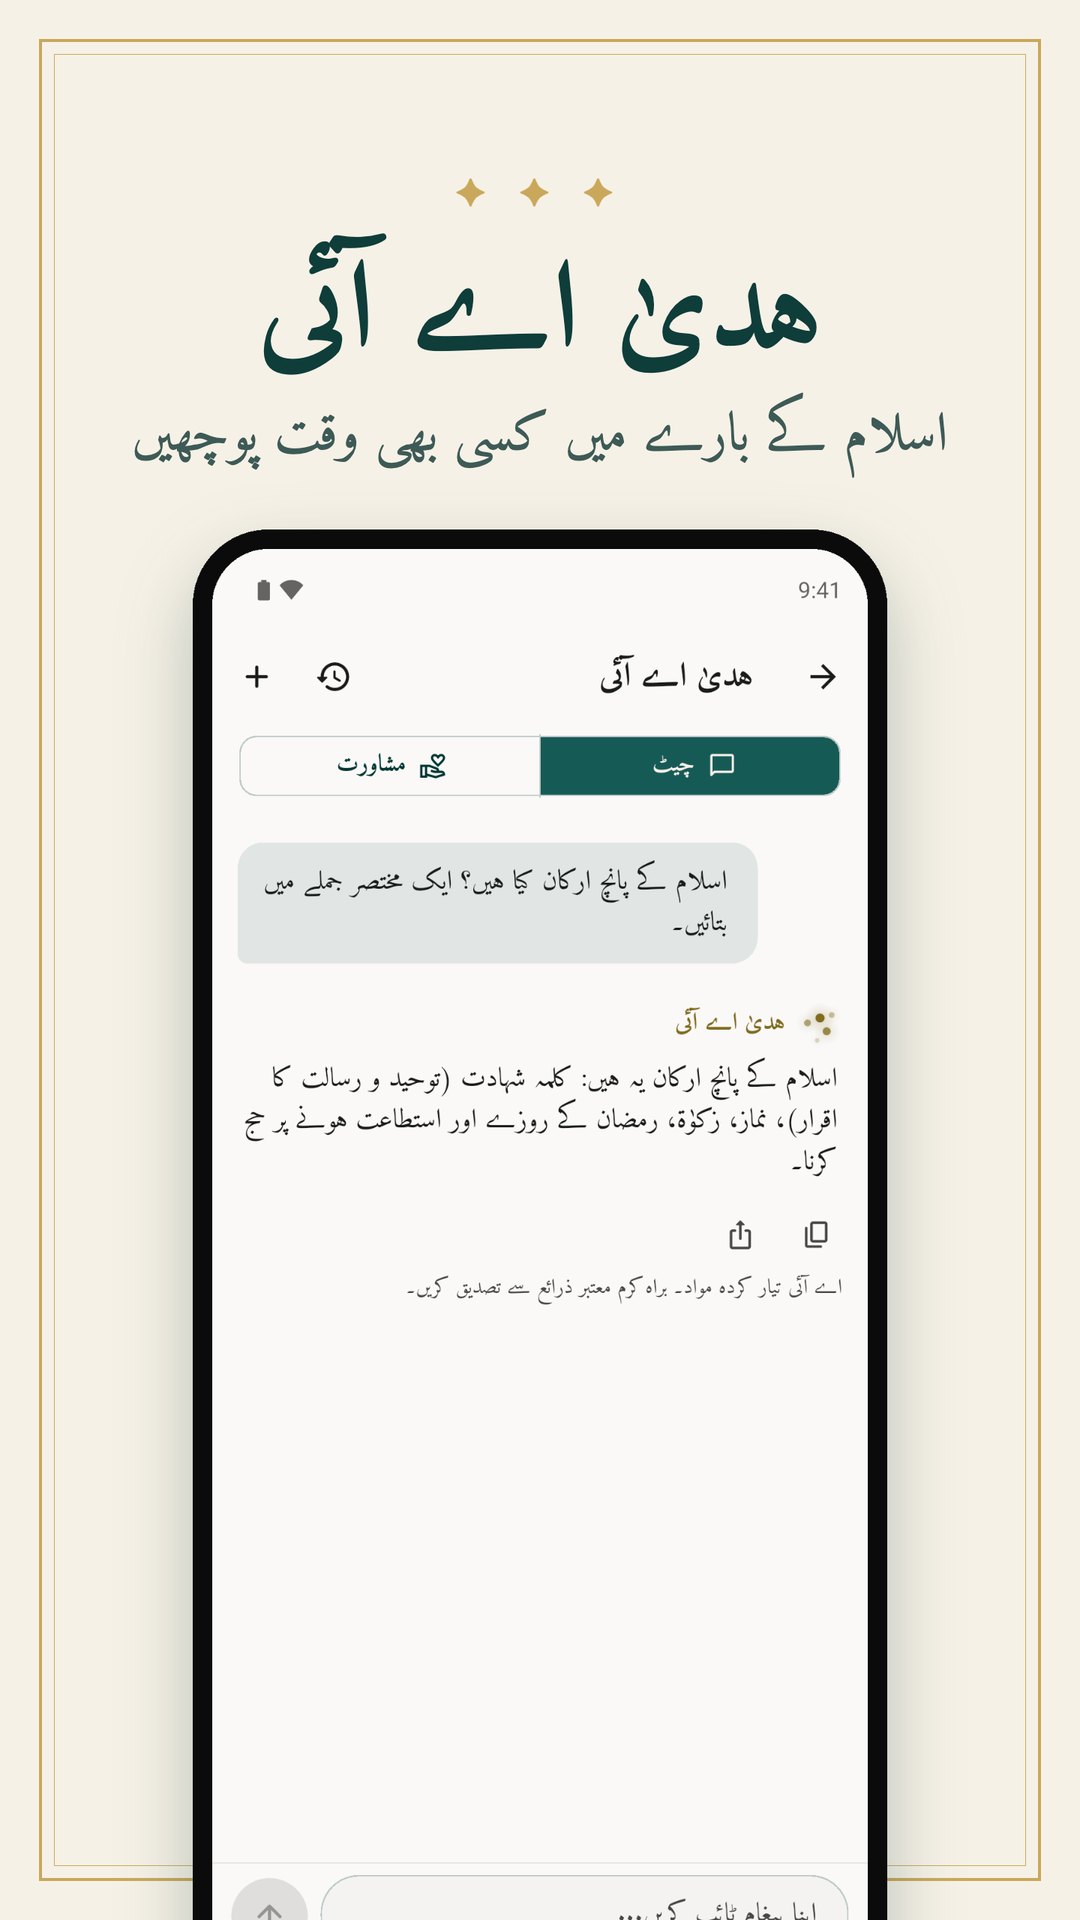 ھدیٰ اے آئی
اسلام کے بارے میں کسی بھی وقت پوچھیں
9:41
ھدیٰ اے آئی
چیٹ
مشاورت
اسلام کے پانچ ارکان کیا ہیں؟ ایک مختصر جملے میں
بتائیں۔
ھدیٰ اے آئی
اسلام کے پانچ ارکان یہ ہیں: کلمہ شہادت (توحید و رسالت کا
اقرار)، نماز، زکوٰۃ، رمضان کے روزے اور استطاعت ہونے پر حج
کرنا۔
اے آئی تیار کردہ مواد۔ براہ کرم معتبر ذرائع سے تصدیق کریں۔
اپنا پیغام ٹائپ کریں...